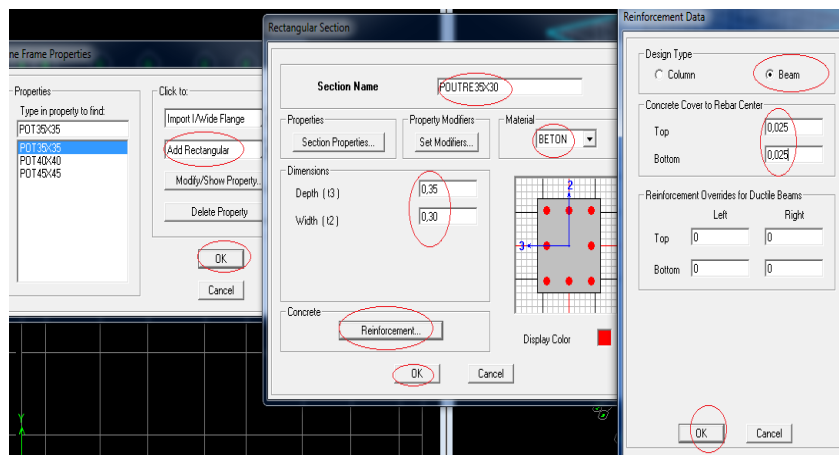 ne Frame Properties
Properties
Type in property to find:
POT35X35
POT35X35
POT40X40
POT45X45
Click to:
Import I/Wide Flange
Add Rectangular
Modify/Show Property...
Delete Property
OK
Cancel
Y
Rectangular Section
Section Name
POUTRE35X30
Properties
Section Properties...
Property Modifiers
Set Modifiers...
Material
BETON
Dimensions
Depth ( t3 )
0,35
Width ( t2 )
0,30
2
3
Concrete
Reinforcement...
Display Color
OK
Cancel
Reinforcement Data
Design Type
Column
Beam
Concrete Cover to Rebar Center
Top
0,025
Bottom
0,025
Reinforcement Overrides for Ductile Beams
Left Right
Top 0 0
Bottom 0 0
OK
Cancel